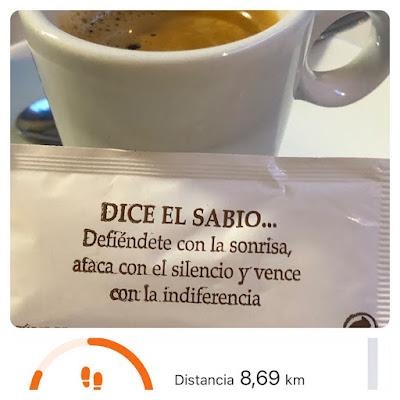 DICE EL SABIO...
Defiéndete con la sonrisa,
ataca con el silencio y vence
con la indiferencia
Distancia 8,69 km